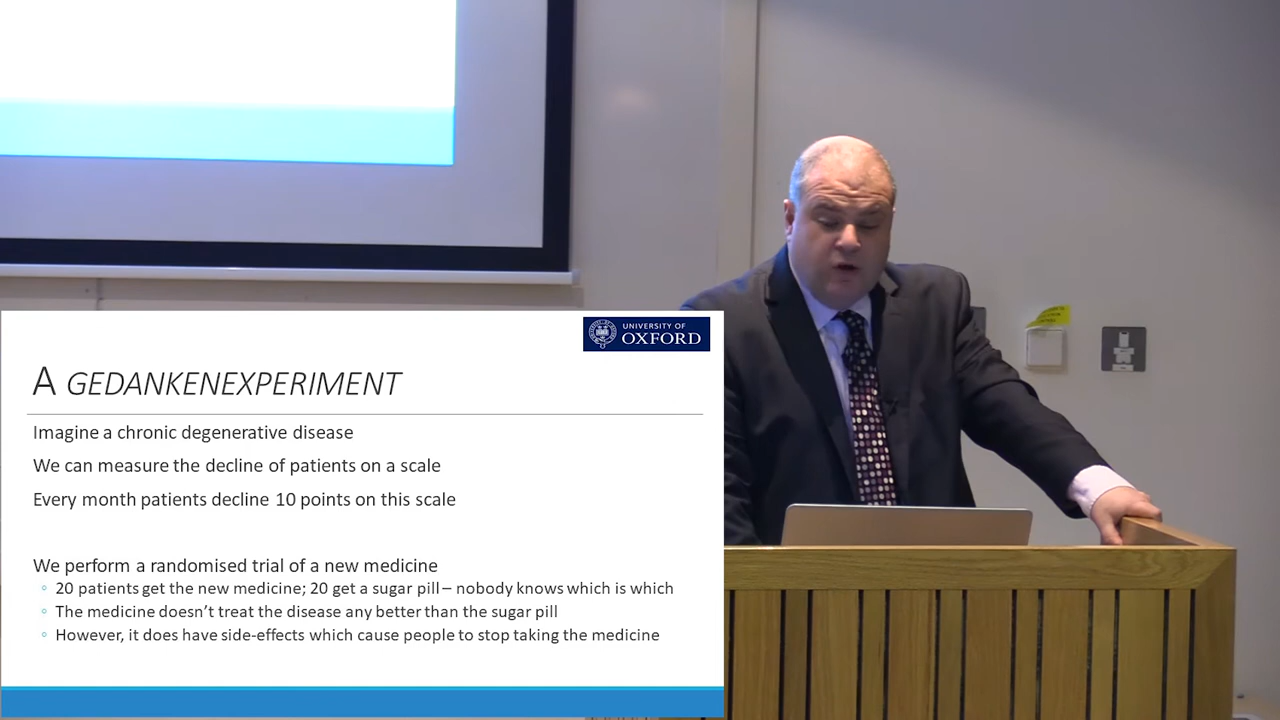 UNIVERSITY OF
OXFORD
A GEDANKENEXPERIMENT
Imagine a chronic degenerative disease
We can measure the decline of patients on a scale
Every month patients decline 10 points on this scale
We perform a randomised trial of a new medicine
◦ 20 patients get the new medicine; 20 get a sugar pill – nobody knows which is which
◦ The medicine doesn’t treat the disease any better than the sugar pill
◦ However, it does have side-effects which cause people to stop taking the medicine